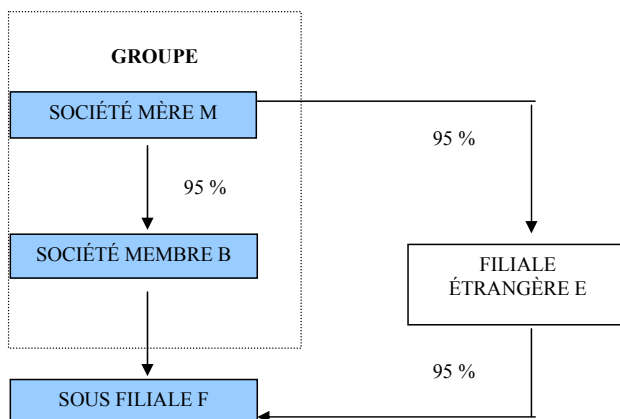 GROUPE
SOCIÉTÉ MÈRE M
95 %
95 %
SOCIÉTÉ MEMBRE B
FILIALE
ÉTRANGÈRE E
95 %
SOUS FILIALE F